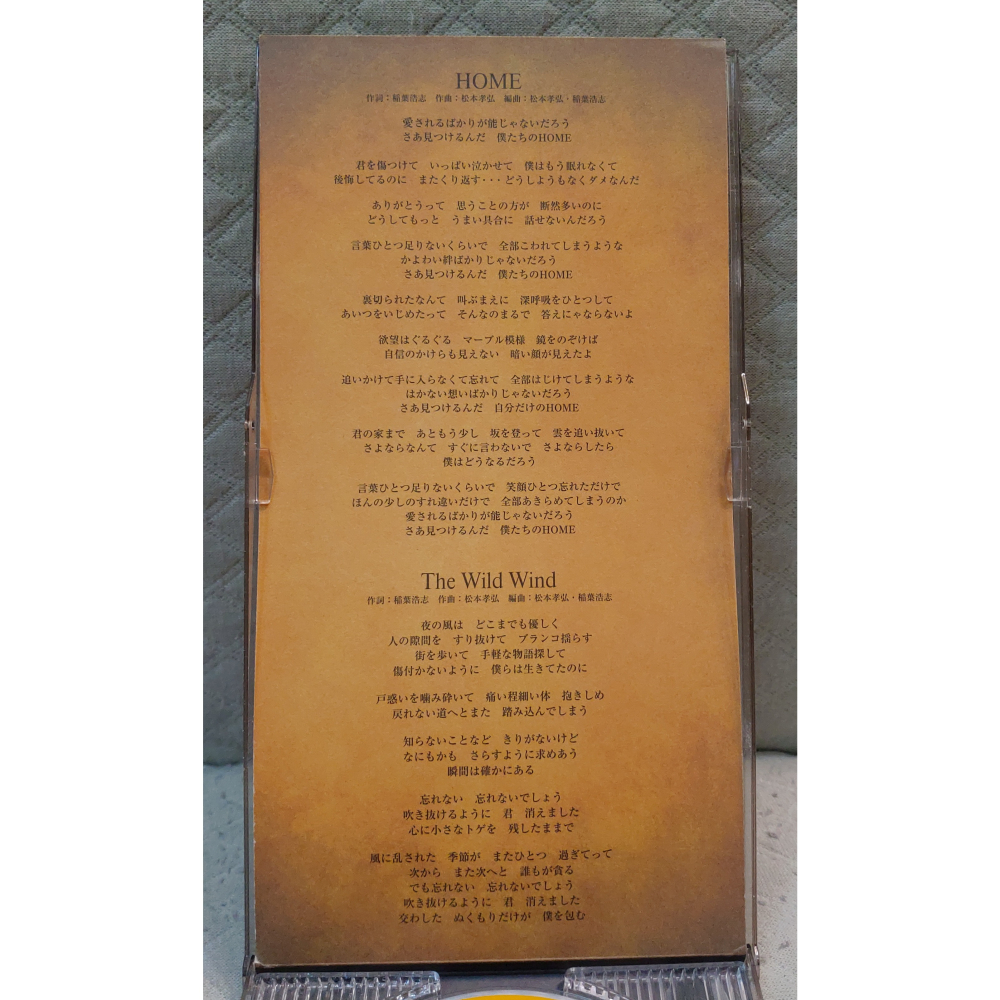 HOME
作詞：稲葉浩志　作曲：松本孝弘　編曲：松本孝弘・稲葉浩志
愛されるばかりが能じゃないだろう
さあ見つけるんだ　僕たちのHOME
君を傷つけて　いっぱい泣かせて　僕はもう眠れなくて
後悔してるのに　またくり返す・・・どうしようもなくダメなんだ
ありがとうって　思うことの方が　断然多いのに
どうしてもっと　うまい具合に　話せないんだろう
言葉ひとつ足りないくらいで　全部こわれてしまうような
かよわい絆ばかりじゃないだろう
さあ見つけるんだ　僕たちのHOME
裏切られたなんて　叫ぶまえに　深呼吸をひとつして
あいつをいじめたって　そんなのまるで　答えにゃならないよ
欲望はぐるぐる　マーブル模様　鏡をのぞけば
自信のかけらも見えない　暗い顔が見えたよ
追いかけて手に入らなくて忘れて　全部はじけてしまうような
はかない想いばかりじゃないだろう
さあ見つけるんだ　自分だけのHOME
君の家まで　あともう少し　坂を登って　雲を追い抜いて
さよならなんて　すぐに言わないで　さよならしたら
僕はどうなるだろう
言葉ひとつ足りないくらいで　笑顔ひとつ忘れただけで
ほんの少しのすれ違いだけで　全部あきらめてしまうのか
愛されるばかりが能じゃないだろう
さあ見つけるんだ　僕たちのHOME
The Wild Wind
作詞：稲葉浩志　作曲：松本孝弘　編曲：松本孝弘・稲葉浩志
夜の風は　どこまでも優しく
人の隙間を　すり抜けて　ブランコ揺らす
街を歩いて　手軽な物語探して
傷付かないように　僕らは生きてたのに
戸惑いを噛み砕いて　痛い程細い体　抱きしめ
戻れない道へとまた　踏み込んでしまう
知らないことなど　きりがないけど
なにもかも　さらすように求めあう
瞬間は確かにある
忘れない　忘れないでしょう
吹き抜けるように　君　消えました
心に小さなトゲを　残したままで
風に乱された　季節が　またひとつ　過ぎてって
次から　また次へと　誰もが貪る
でも忘れない　忘れないでしょう
吹き抜けるように　君　消えました
交わした　ぬくもりだけが　僕を包む